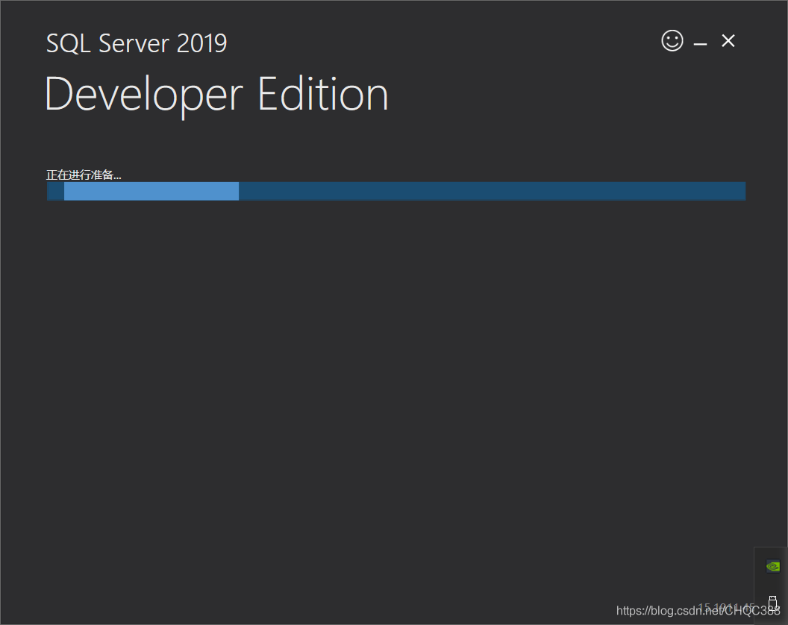 SQL Server 2019
Developer Edition
正在进行准备...
https://blog.csdn.net/CHQC388